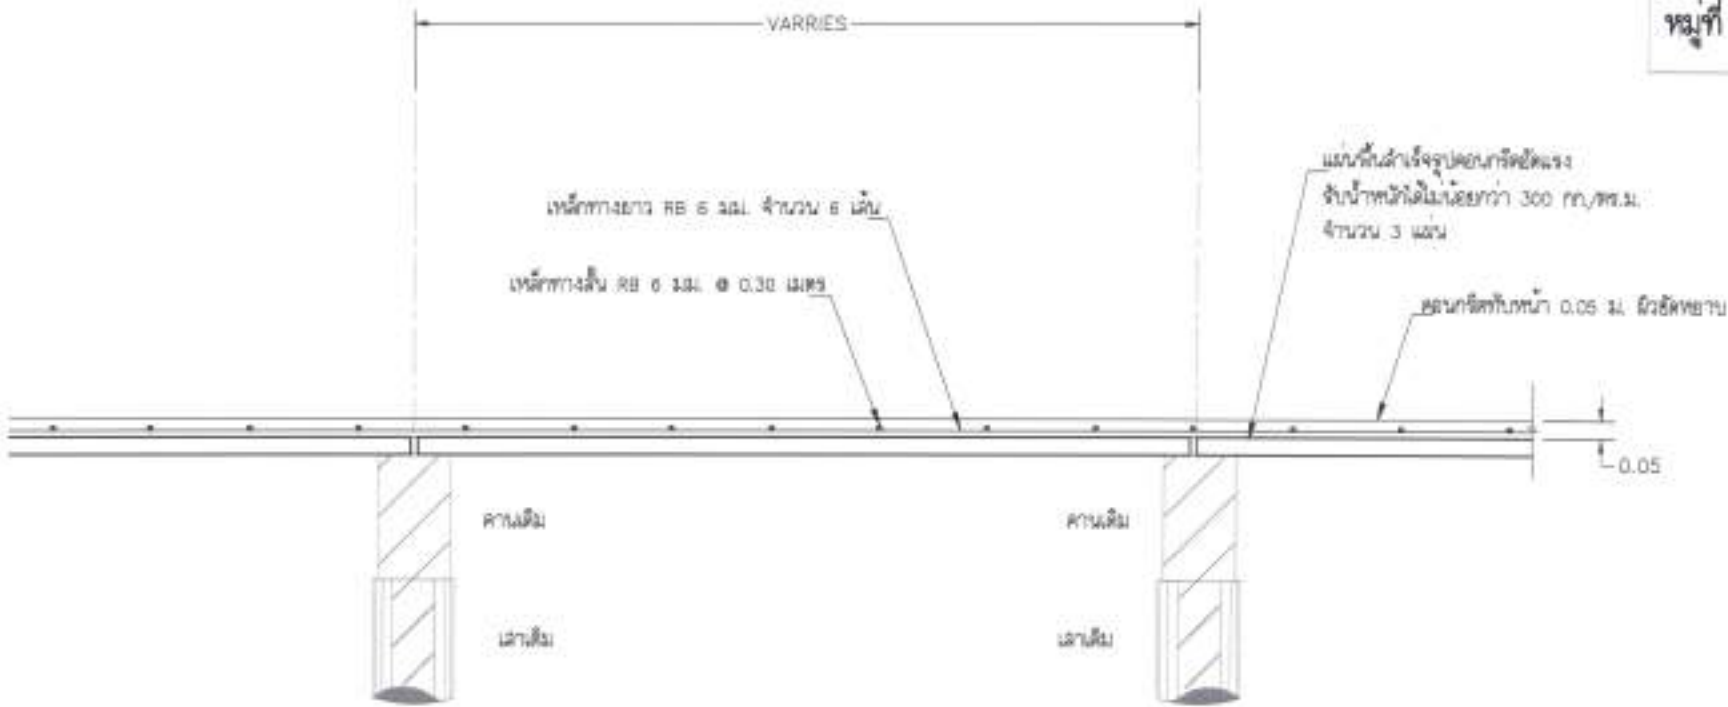 VARRIES
หมู่ที่
แผ่นพื้นสำเร็จรูปคอนกรีตอัดแรง
รับน้ำหนักได้ไม่น้อยกว่า 300 กก./ตร.ม.
จำนวน 3 แผ่น
เหล็กทางยาว RB 6 มม. จำนวน 6 เส้น
เหล็กทางสั้น RB 6 มม. @ 0.30 เมตร
คอนกรีตทับหน้า 0.05 ม. ผิวขัดหยาบ
0.05
คานเดิม
คานเดิม
เสาเดิม
เสาเดิม